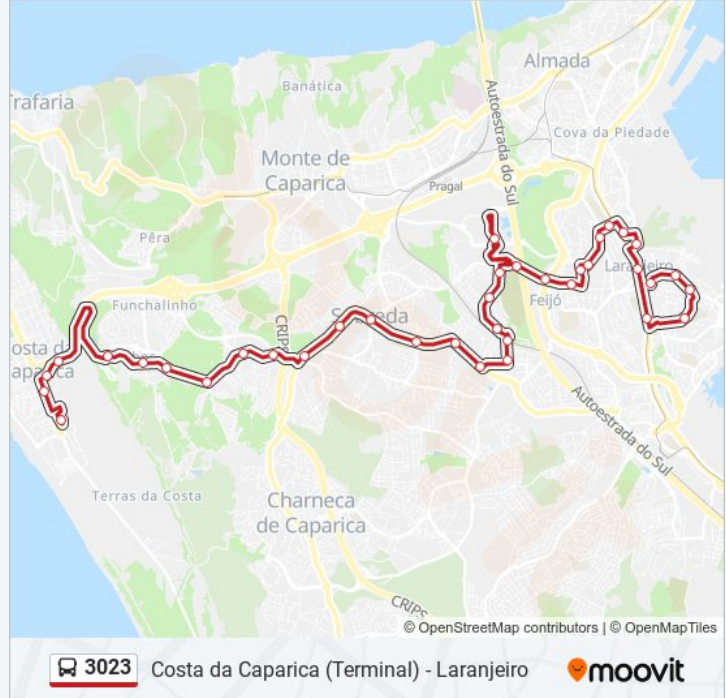 Almada
Trafaria
Banática
Autoestrada do Sul
Cova da Piedade
Monte de
Caparica
Pragal
Pêra
Laranjeiro
Funchalinho
Feijó
Sobreda
CRIPS
Costa da
Caparica
Autoestrada do Sul
Terras da Costa
Charneca
de Caparica
CRIPS
© OpenStreetMap contributors | © OpenMapTiles
3023 Costa da Caparica (Terminal) - Laranjeiro moovit